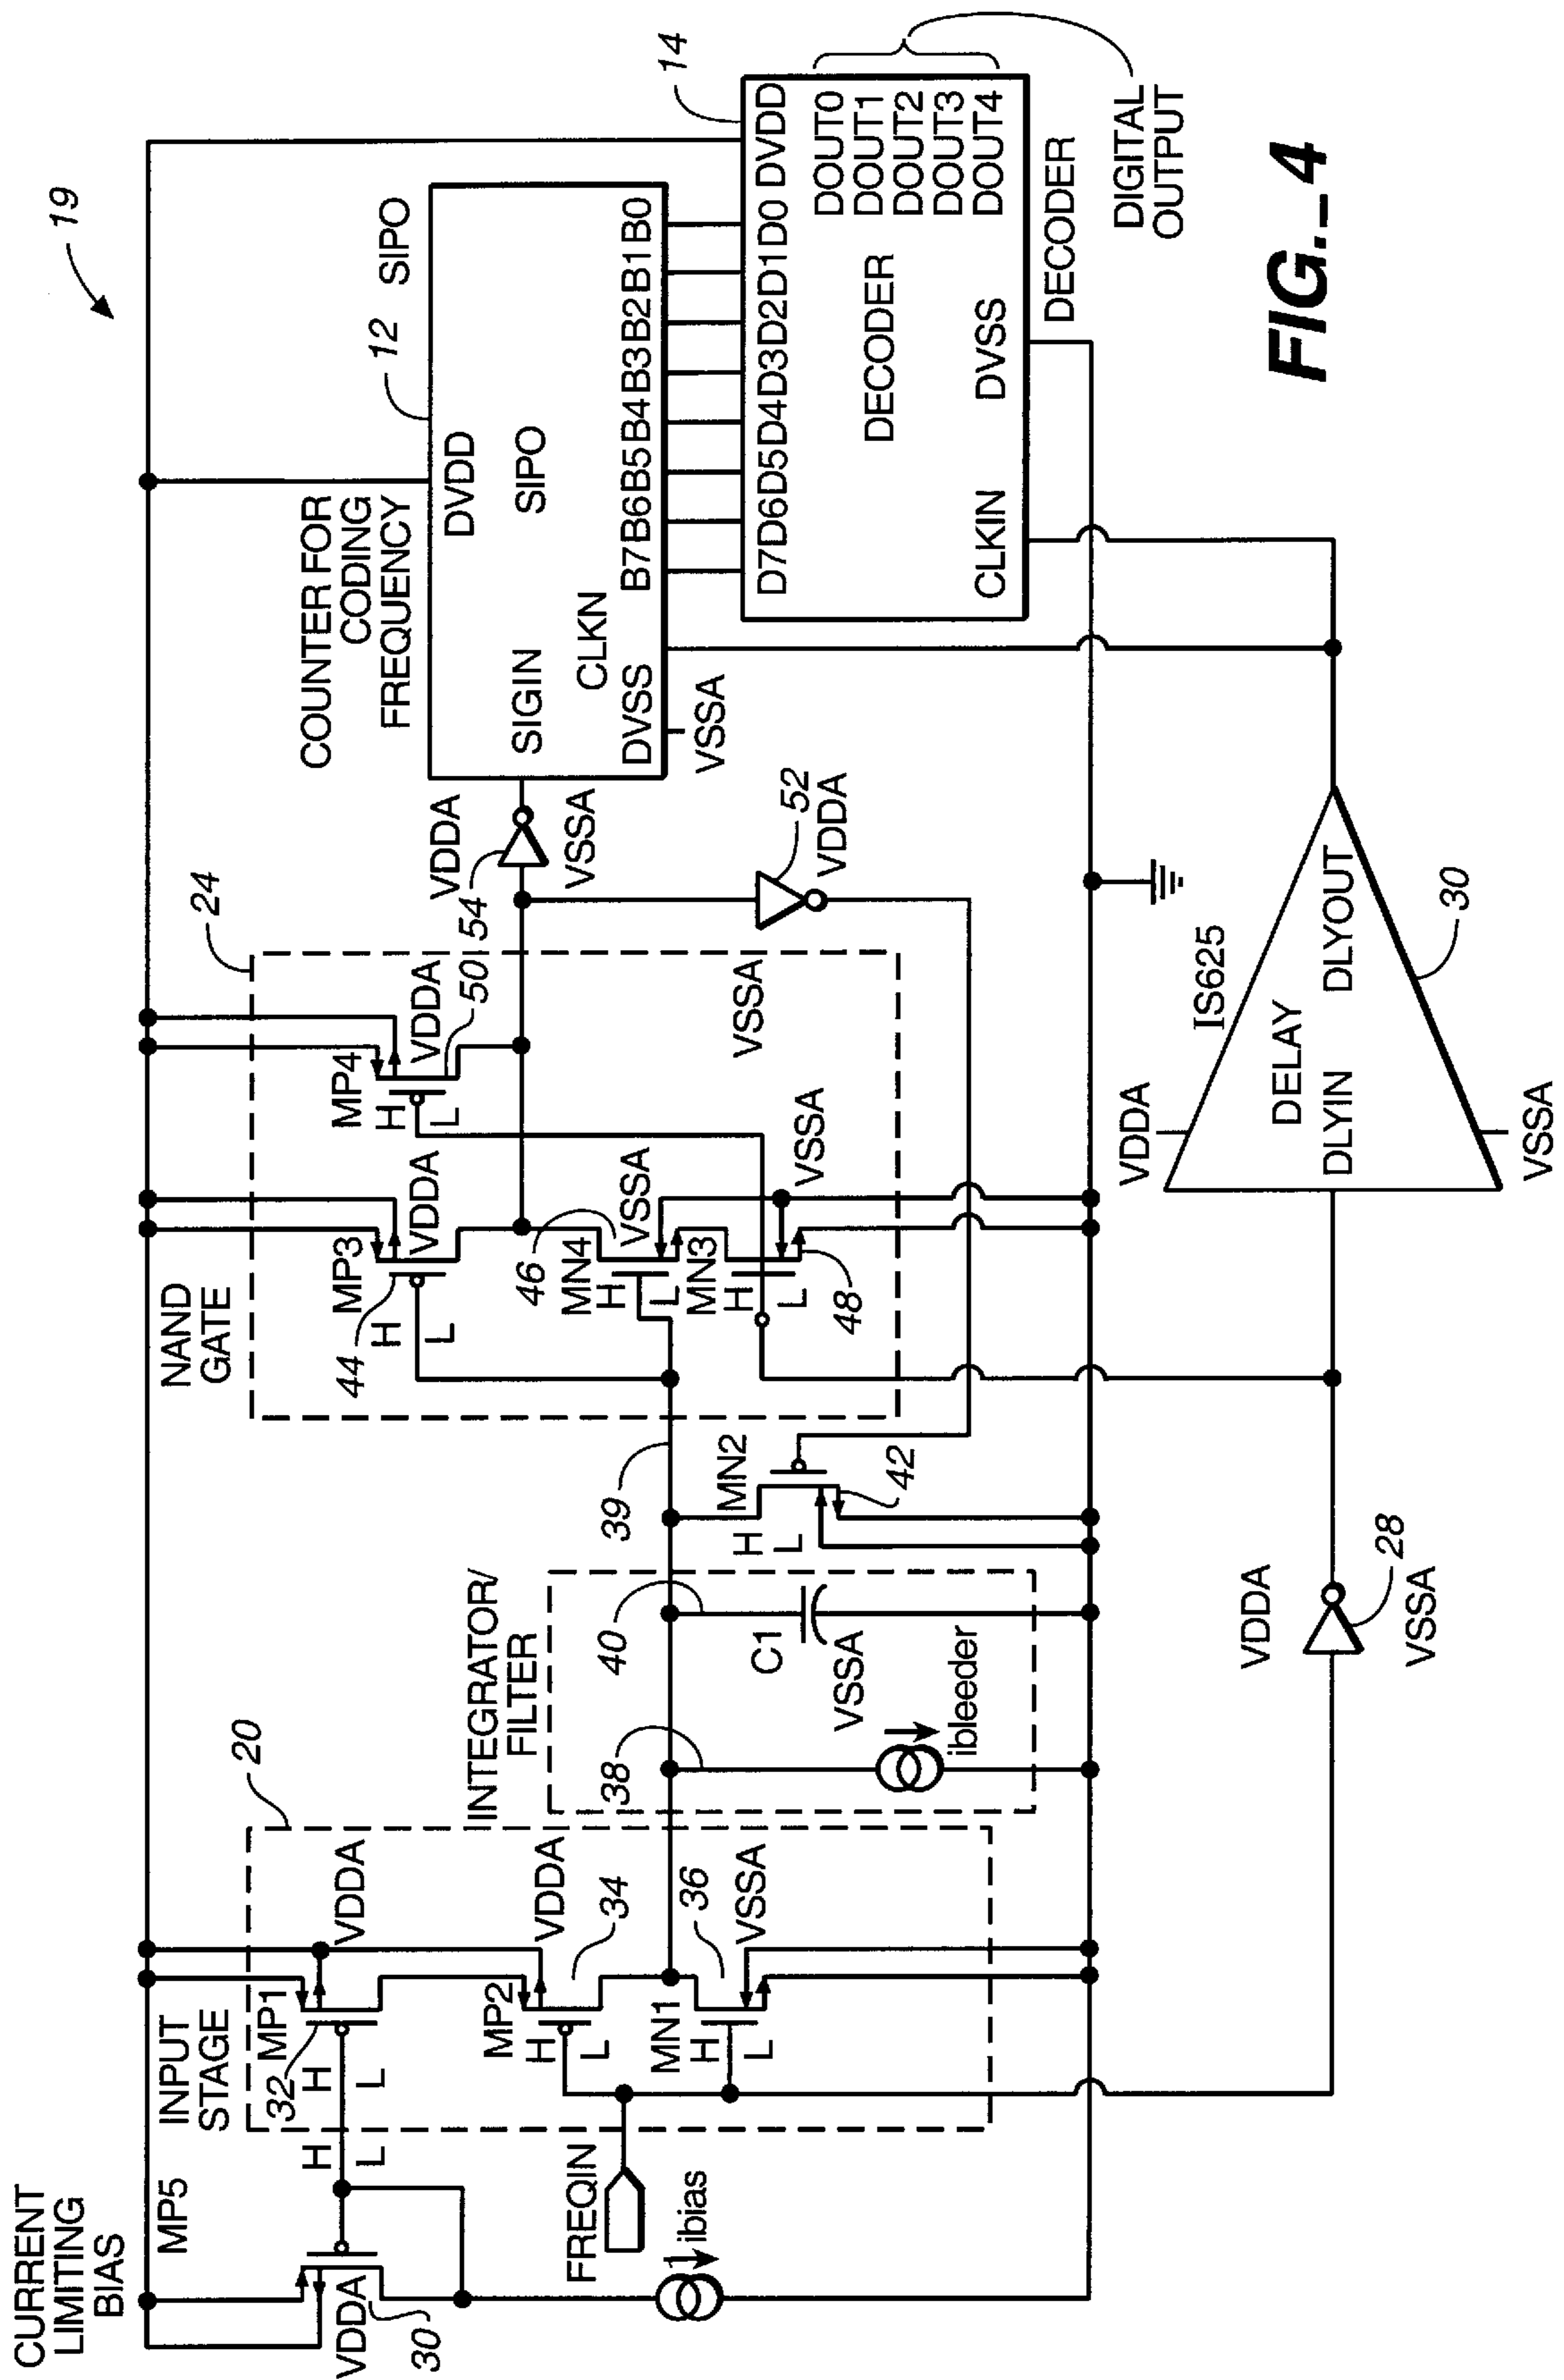 19
CURRENT
LIMITING
BIAS
MP5
VDDA
30
H
L
ibias
FREQIN
INPUT
STAGE
20
MP1
32
H
L
VDDA
MP2
H
L
VDDA
34
MN1
H
L
36
VSSA
INTEGRATOR/
FILTER
38
40
C1
VSSA
ibleeder
39
MN2
H
L
42
NAND
GATE
24
MP3
H
L
44
VDDA
MP4
H
L
VDDA
50
46
MN4
H
L
VSSA
MN3
H
L
48
VSSA
VSSA
VDDA
54
VSSA
52
VDDA
COUNTER FOR
CODING
FREQUENCY
12
SIPO
DVDD
SIGIN
SIPO
CLKN
DVSS
B7 B6 B5 B4 B3 B2 B1 B0
VSSA
14
D7 D6 D5 D4 D3 D2 D1 D0 DVDD
DECODER
DOUT0
DOUT1
DOUT2
DOUT3
DOUT4
CLKIN
DVSS
DECODER
DIGITAL
OUTPUT
VDDA
28
VSSA
VDDA
IS625
DELAY
DLYIN
DLYOUT
30
VSSA
FIG._4